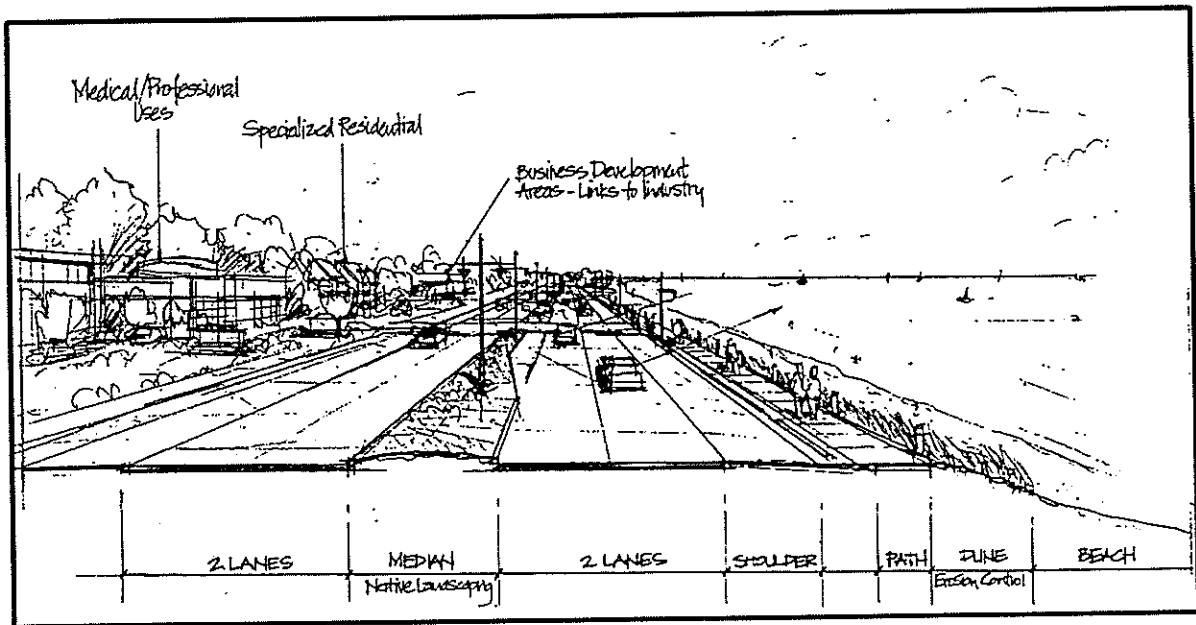 Medical/Professional
Uses
Specialized Residential
Business Development
Areas - Links to Industry
2 LANES
MEDIAN
2 LANES
SHOULDER
PATH
DUNE
BEACH
Native Landscaping
Erosion Control